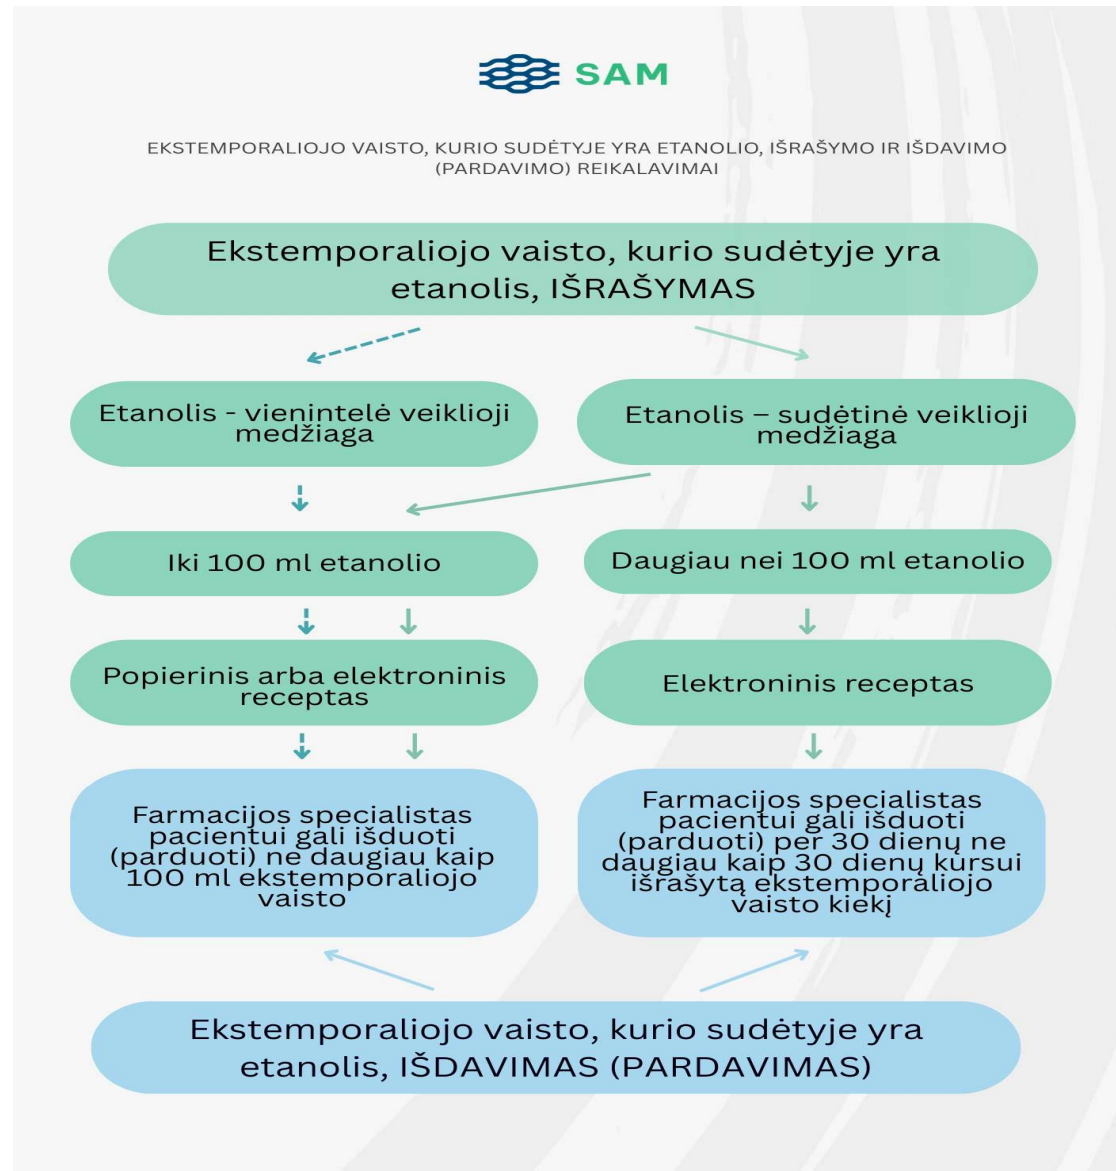 SAM
EKSTEMPORALIOJO VAISTO, KURIO SUDĖTYJE YRA ETANOLIO, IŠRAŠYMO IR IŠDAVIMO
(PARDAVIMO) REIKALAVIMAI
Ekstemporaliojo vaisto, kurio sudėtyje yra
etanolis, IŠRAŠYMAS
Etanolis - vienintelė veiklioji
medžiaga
Etanolis – sudėtinė veiklioji
medžiaga
Iki 100 ml etanolio
Daugiau nei 100 ml etanolio
Popierinis arba elektroninis
receptas
Elektroninis receptas
Farmacijos specialistas
pacientui gali išduoti
(parduoti) ne daugiau kaip
100 ml ekstemporaliojo
vaisto
Farmacijos specialistas
pacientui gali išduoti
(parduoti) per 30 dienų ne
daugiau kaip 30 dienų kursui
išrašytą ekstemporaliojo
vaisto kiekį
Ekstemporaliojo vaisto, kurio sudėtyje yra
etanolis, IŠDAVIMAS (PARDAVIMAS)